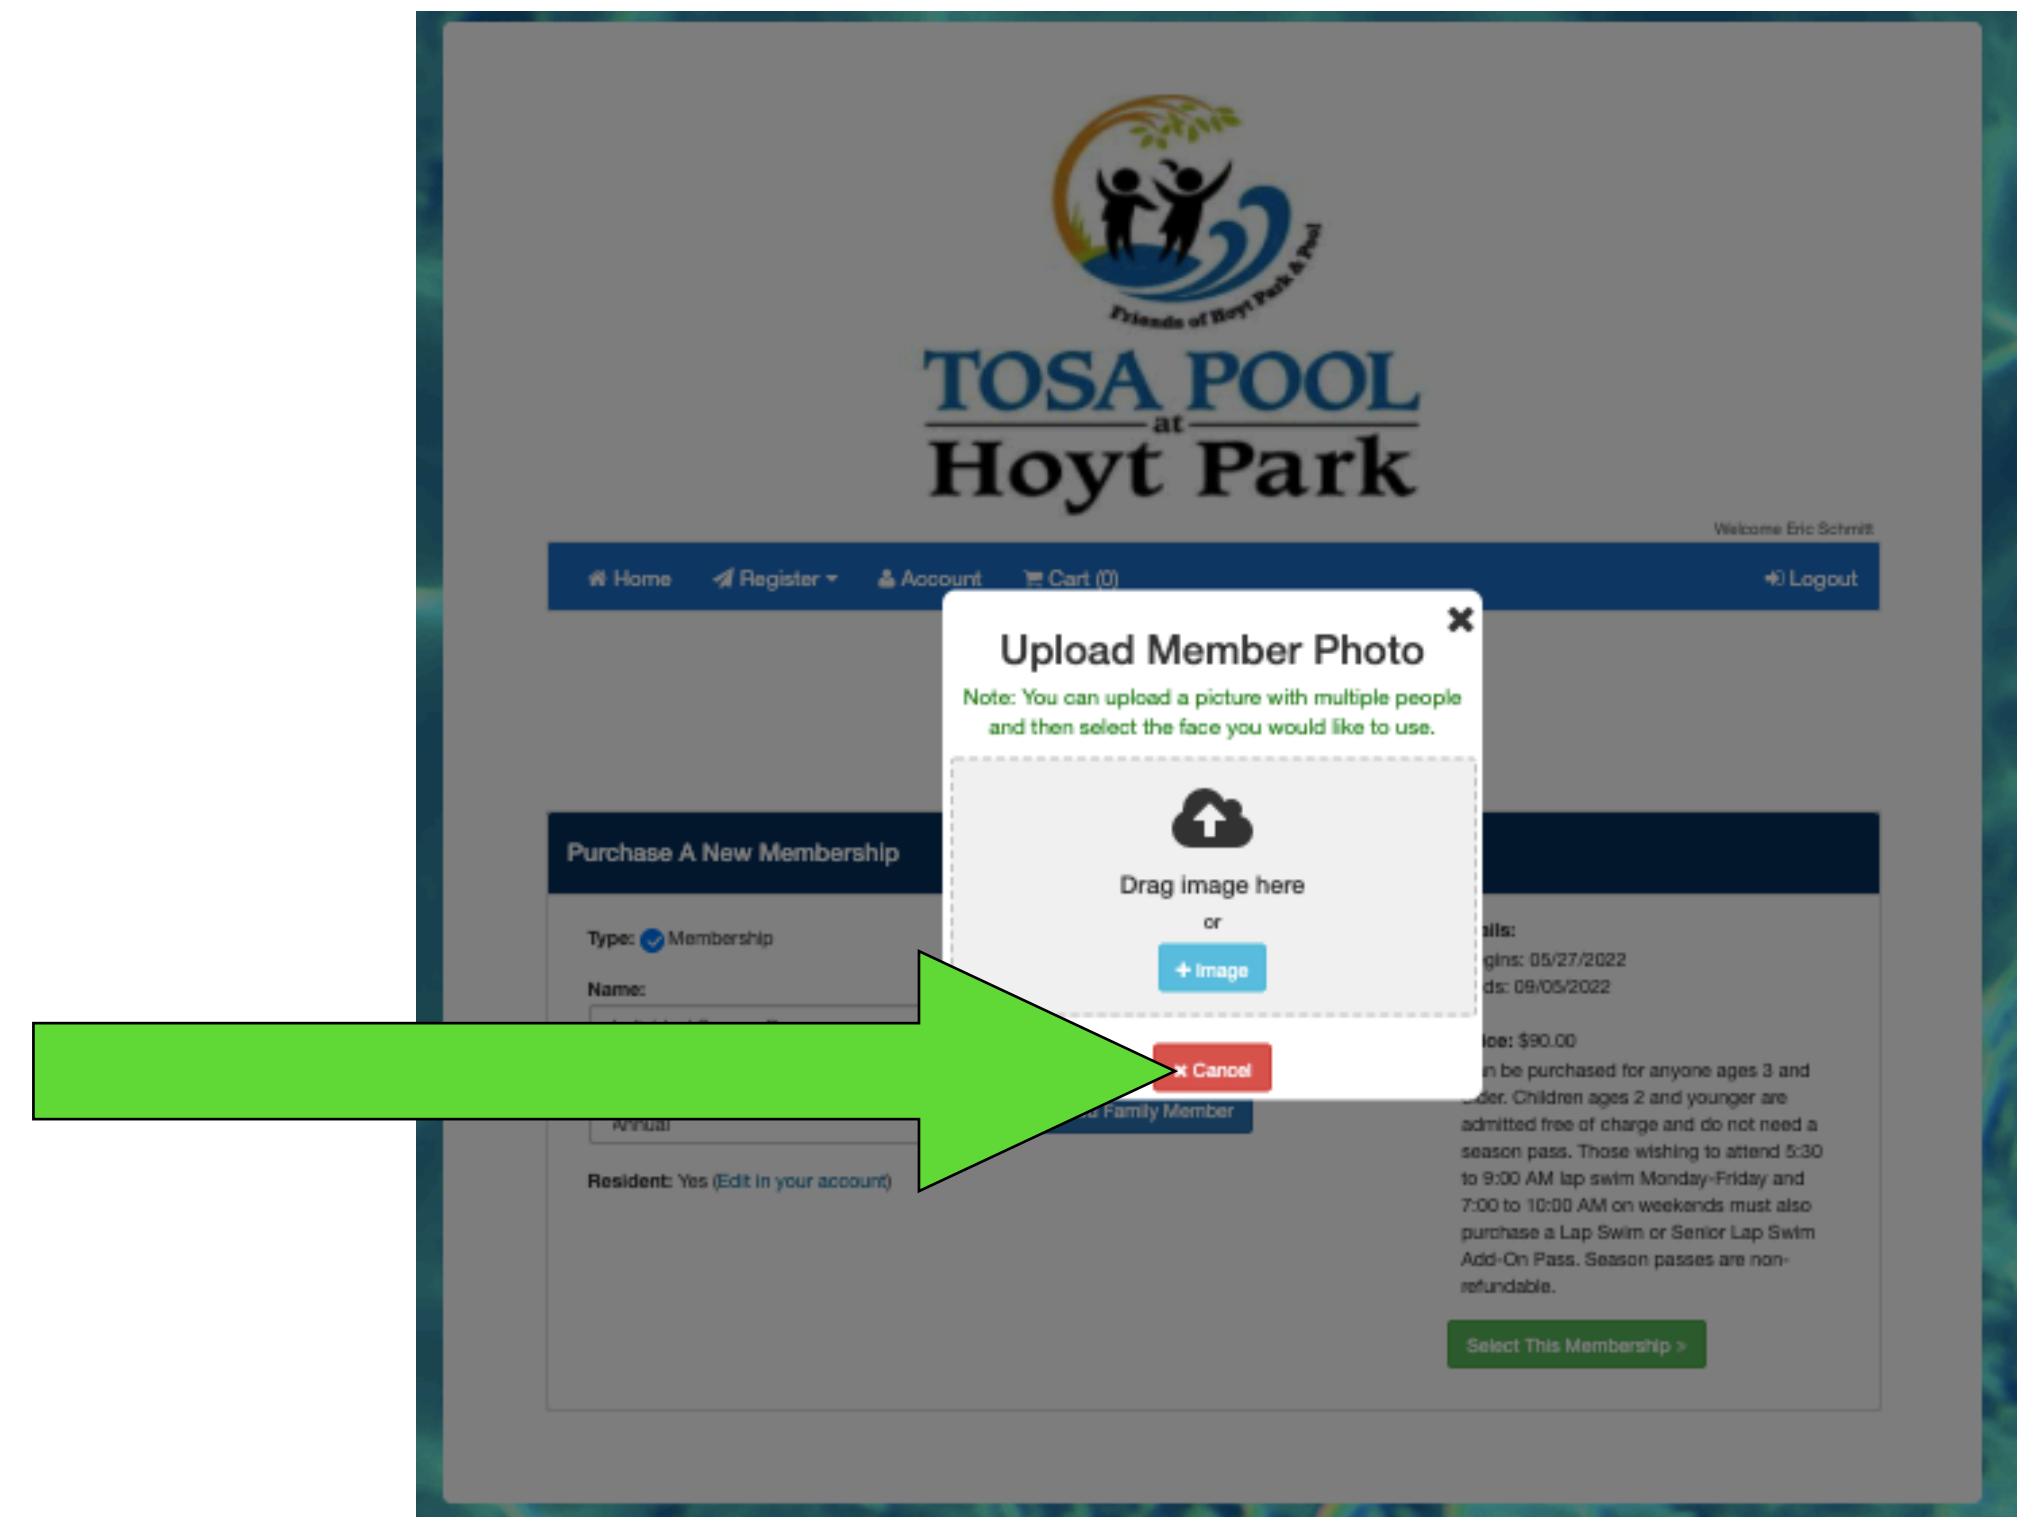 Friends of Hoyt Park & Pool
TOSA POOL
at
Hoyt Park
Welcome Eric Schmitt
Home Register Account Cart (0) Logout
Upload Member Photo
Note: You can upload a picture with multiple people
and then select the face you would like to use.
Drag image here
or
+ Image
Cancel
Purchase A New Membership
Type: Membership
Name:
Annual
Resident: Yes (Edit in your account)
Family Member
05/27/2022
09/05/2022
$90.00
be purchased for anyone ages 3 and
Children ages 2 and younger are
admitted free of charge and do not need a
season pass. Those wishing to attend 5:30
to 9:00 AM lap swim Monday-Friday and
7:00 to 10:00 AM on weekends must also
purchase a Lap Swim or Senior Lap Swim
Add-On Pass. Season passes are non-
refundable.
Select This Membership »